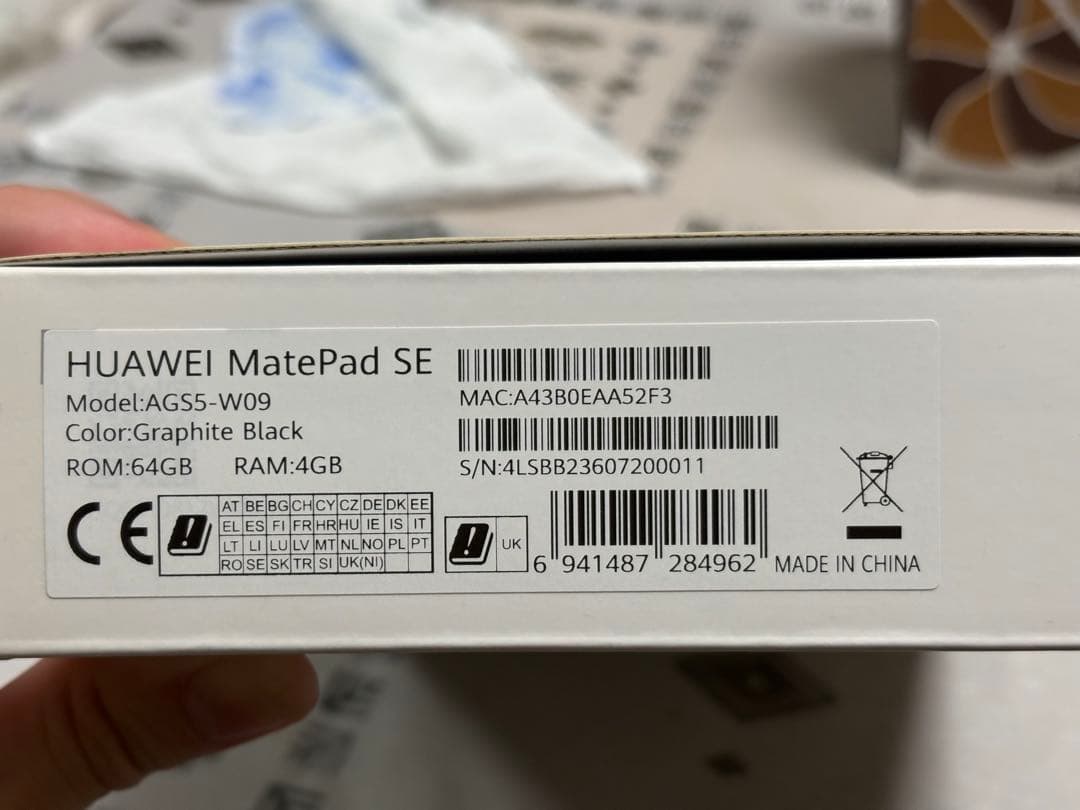 HUAWEI MatePad SE
Model:AGS5-W09
Color:Graphite Black
ROM:64GB RAM:4GB
MAC:A43B0EAA52F3
S/N:4LSBB23607200011
CE
AT BE BG CH CY CZ DE DK EE
EL ES FI FR HR HU IE IS IT
LT LI LU LV MT NL NO PL PT
RO SE SK TR SI UK(NI)
UK
6 941487 284962
MADE IN CHINA